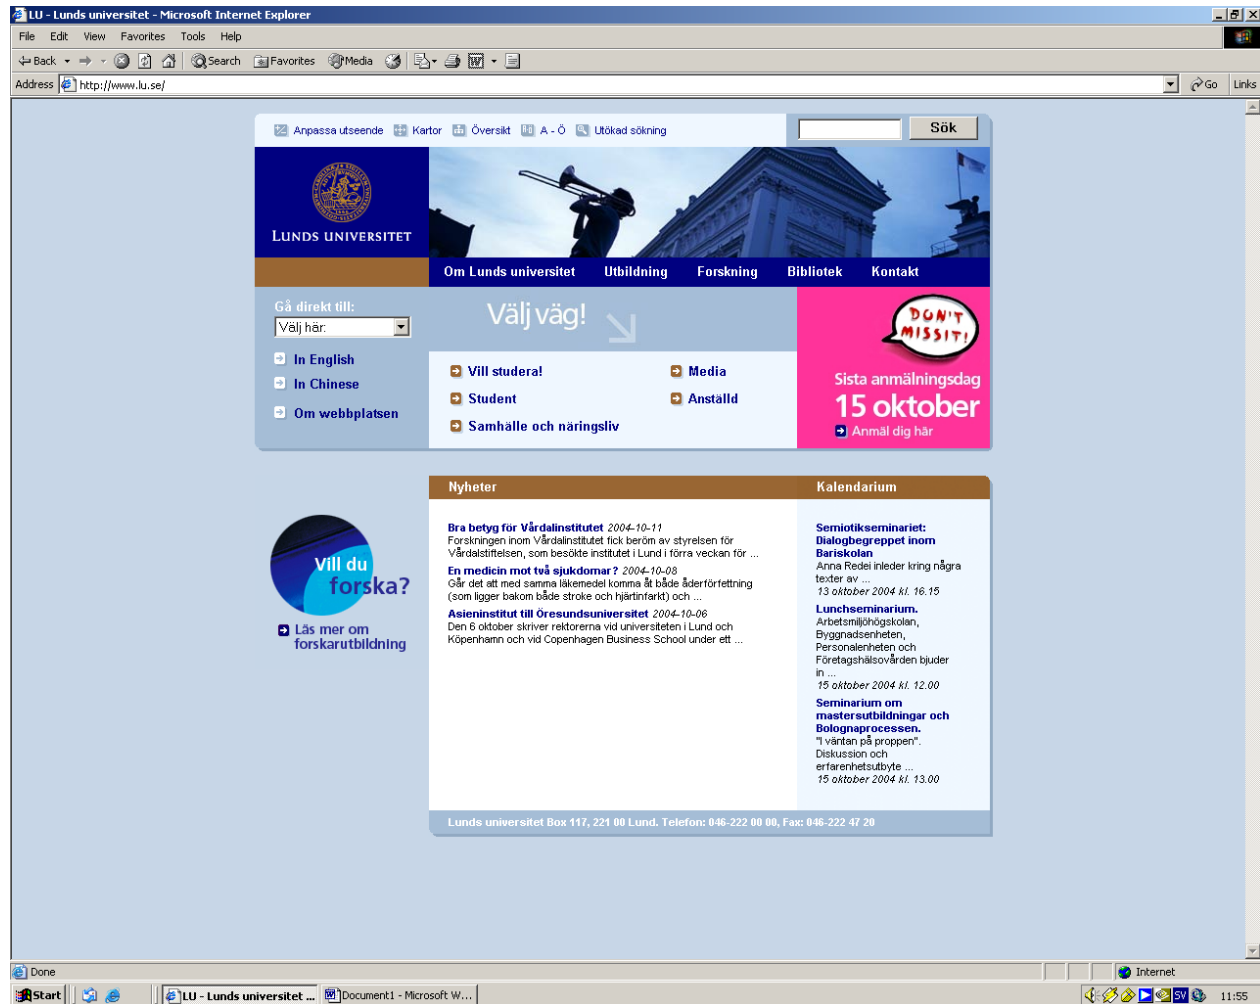 LU - Lunds universitet - Microsoft Internet Explorer
File Edit View Favorites Tools Help
Back Search Favorites Media
Address http://www.lu.se/ Go Links
Anpassa utseende Kartor Översikt A - Ö Utökad sökning Sök
LUNDS UNIVERSITET
Om Lunds universitet Utbildning Forskning Bibliotek Kontakt
Gå direkt till:
Välj här:
In English
In Chinese
Om webbplatsen
Välj väg!
Vill studera!
Student
Samhälle och näringsliv
Media
Anställd
DON'T
MISS IT!
Sista anmälningsdag
15 oktober
Anmäl dig här
Vill du
forska?
Läs mer om
forskarutbildning
Nyheter
Bra betyg för Vårdalinstitutet 2004-10-11
Forskningen inom Vårdalinstitutet fick beröm av styrelsen för
Vårdalstiftelsen, som besökte institutet i Lund i förra veckan för ...
En medicin mot två sjukdomar? 2004-10-08
Går det att med samma läkemedel komma åt både åderförfettning
(som ligger bakom både stroke och hjärtinfarkt) och ...
Asieninstitut till Öresundsuniversitet 2004-10-06
Den 6 oktober skriver rektorerna vid universiteten i Lund och
Köpenhamn och vid Copenhagen Business School under ett ...
Kalendarium
Semiotikseminariet:
Dialogbegreppet inom
Bariskolan
Anna Redei inleder kring några
texter av ...
13 oktober 2004 kl. 16.15
Lunchseminarium.
Arbetsmiljöhögskolan,
Byggnadsenheten,
Personalenheten och
Företagshälsovården bjuder
in ...
15 oktober 2004 kl. 12.00
Seminarium om
mastersutbildningar och
Bolognaprocessen.
"I väntan på proppen".
Diskussion och
erfarenhetsutbyte ...
15 oktober 2004 kl. 13.00
Lunds universitet Box 117, 221 00 Lund. Telefon: 046-222 00 00, Fax: 046-222 47 20
Done Internet
Start LU - Lunds universitet ... Document1 - Microsoft W... SV 11:55